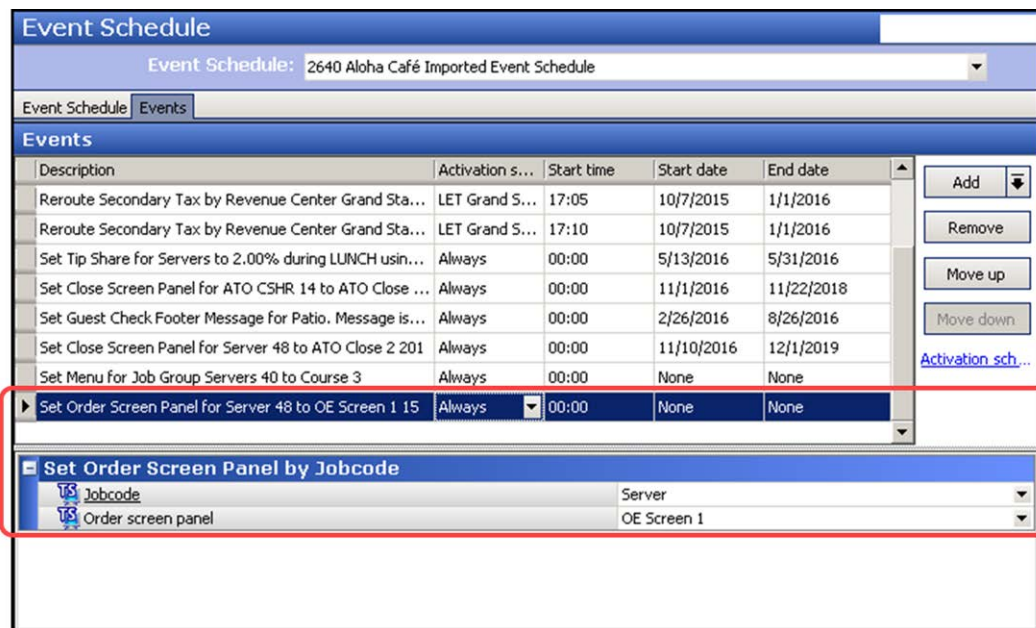 Event Schedule
Event Schedule: 2640 Aloha Café Imported Event Schedule
Event Schedule Events
Events
Description Activation s... Start time Start date End date
Add
Reroute Secondary Tax by Revenue Center Grand Sta... LET Grand S... 17:05 10/7/2015 1/1/2016
Reroute Secondary Tax by Revenue Center Grand Sta... LET Grand S... 17:10 10/7/2015 1/1/2016
Remove
Set Tip Share for Servers to 2.00% during LUNCH usin... Always 00:00 5/13/2016 5/31/2016
Set Close Screen Panel for ATO CSHR 14 to ATO Close ... Always 00:00 11/1/2016 11/22/2018
Move up
Set Guest Check Footer Message for Patio. Message is... Always 00:00 2/26/2016 8/26/2016
Move down
Set Close Screen Panel for Server 48 to ATO Close 2 201 Always 00:00 11/10/2016 12/1/2019
Activation sch...
Set Menu for Job Group Servers 40 to Course 3 Always 00:00 None None
Set Order Screen Panel for Server 48 to OE Screen 1 15 Always 00:00 None None
Set Order Screen Panel by Jobcode
TS Jobcode Server
TS Order screen panel OE Screen 1